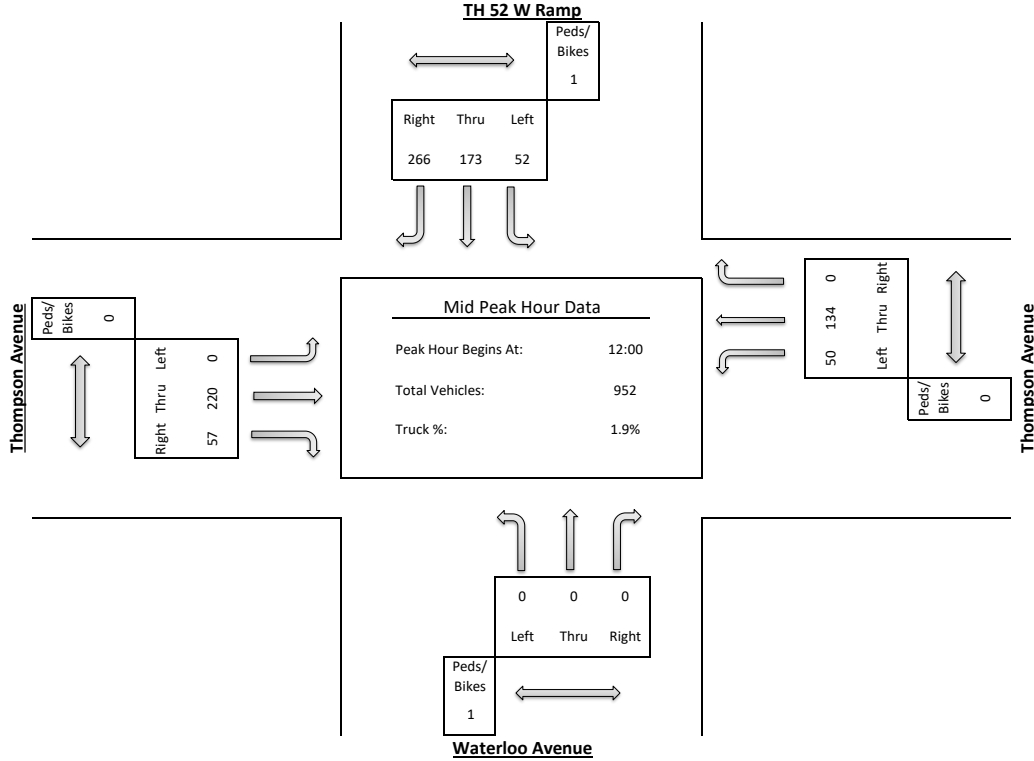 TH 52 W Ramp
Peds/
Bikes
1
Right Thru Left
266 173 52
Thompson Avenue
Peds/
Bikes
0
Left 0
Thru 220
Right 57
Mid Peak Hour Data
Peak Hour Begins At: 12:00
Total Vehicles: 952
Truck %: 1.9%
0 Right
134 Thru
50 Left
Peds/
Bikes
0
Thompson Avenue
0 0 0
Left Thru Right
Peds/
Bikes
1
Waterloo Avenue